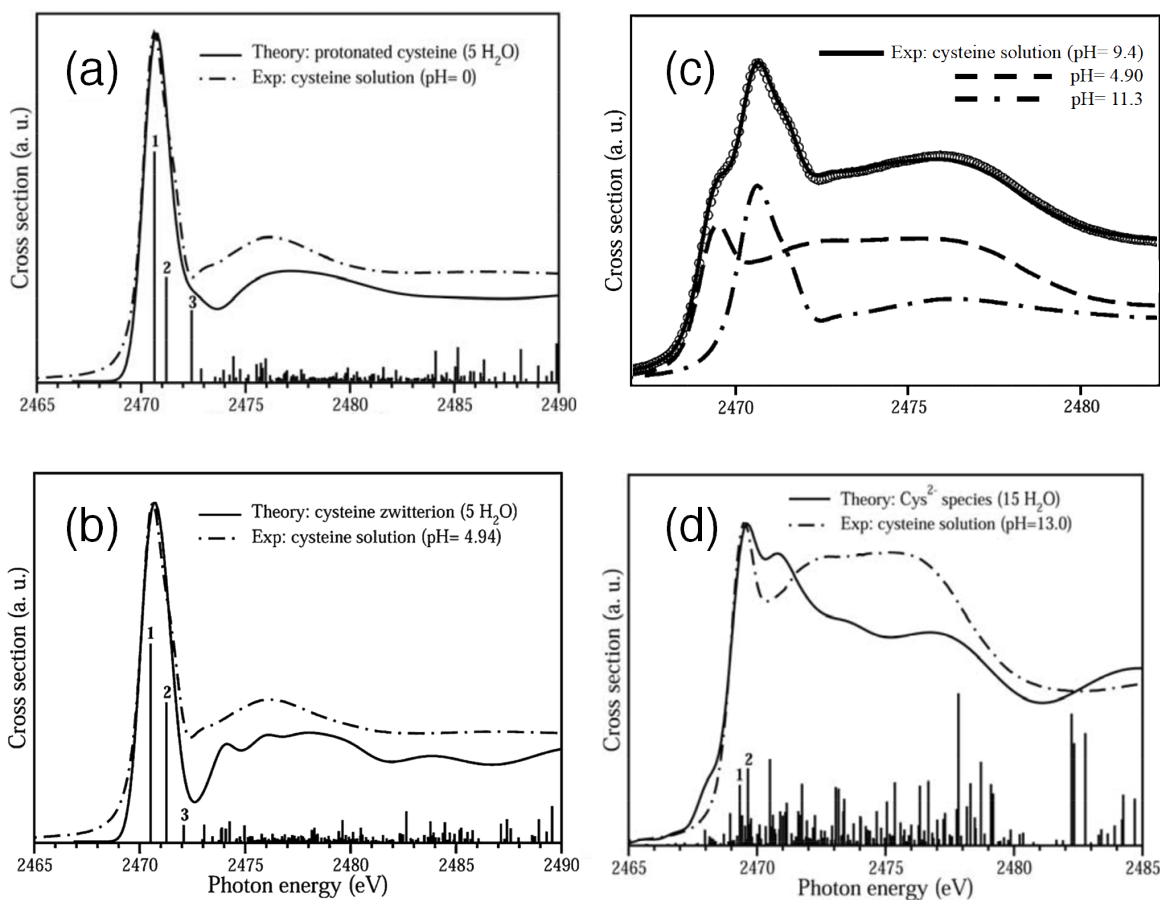 (a)
Theory: protonated cysteine (5 H2O)
Exp: cysteine solution (pH= 0)
Cross section (a. u.)
1
2
3
2465 2470 2475 2480 2485 2490
(c)
Exp: cysteine solution (pH= 9.4)
pH= 4.90
pH= 11.3
Cross section (a. u.)
2470 2475 2480
(b)
Theory: cysteine zwitterion (5 H2O)
Exp: cysteine solution (pH= 4.94)
Cross section (a. u.)
1
2
3
2465 2470 2475 2480 2485 2490
Photon energy (eV)
(d)
Theory: Cys2- species (15 H2O)
Exp: cysteine solution (pH=13.0)
Cross section (a. u.)
1 2
2465 2470 2475 2480 2485
Photon energy (eV)